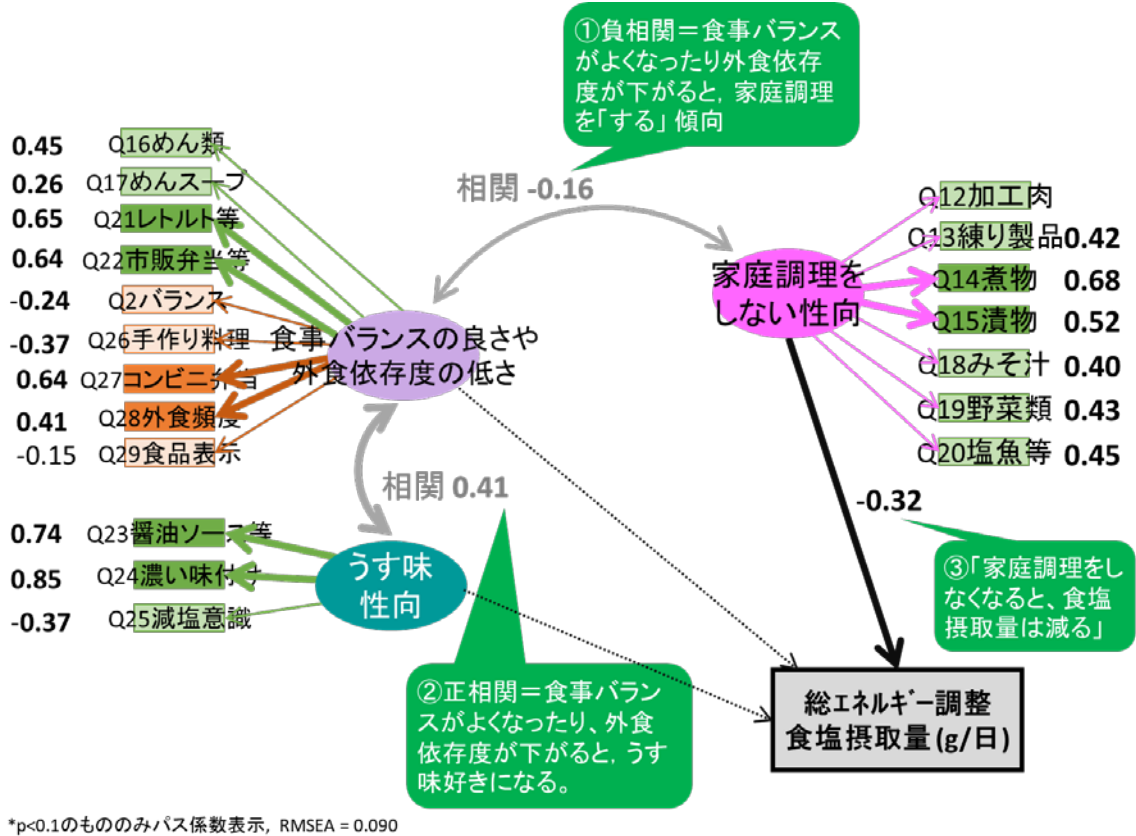 ①負相関＝食事バランス
がよくなったり外食依存
度が下がると, 家庭調理
を「する」傾向
0.45 Q16めん類
0.26 Q17めんスープ
0.65 Q21レトルト等
0.64 Q22市販弁当等
-0.24 Q2バランス
-0.37 Q26手作り料理
0.64 Q27コンビニ弁当
0.41 Q28外食頻度
-0.15 Q29食品表示
食事バランスの良さや
外食依存度の低さ
相関 -0.16
家庭調理を
しない性向
Q12加工肉
Q13練り製品 0.42
Q14煮物 0.68
Q15漬物 0.52
Q18みそ汁 0.40
Q19野菜類 0.43
Q20塩魚等 0.45
相関 0.41
0.74 Q23醤油ソース等
0.85 Q24濃い味付け
-0.37 Q25減塩意識
うす味
性向
-0.32
③「家庭調理をし
なくなると、食塩
摂取量は減る」
②正相関＝食事バラン
スがよくなったり、外食
依存度が下がると, うす
味好きになる。
総エネルギー調整
食塩摂取量(g/日)
*p<0.1のもののみパス係数表示, RMSEA = 0.090